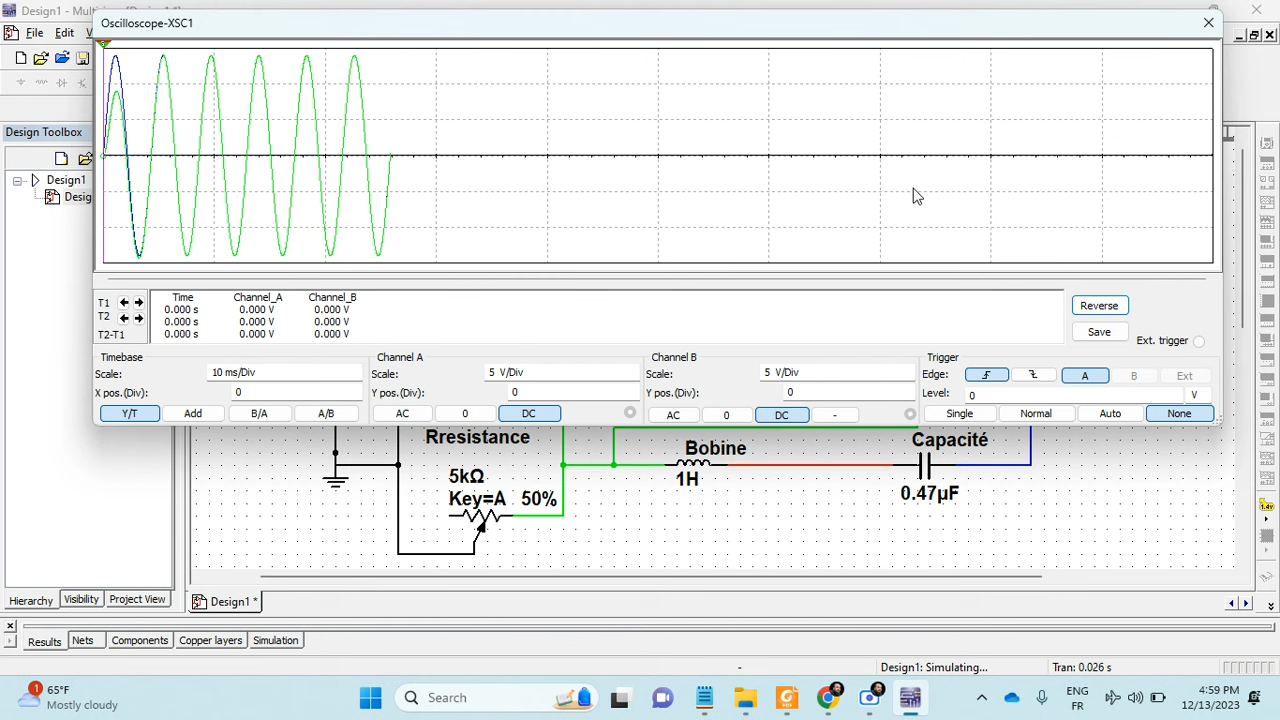 Design1 - Multisim
Oscilloscope-XSC1
File Edit
Design Toolbox
Design1
Desig
Time Channel_A Channel_B
T1 0.000 s 0.000 V 0.000 V
T2 0.000 s 0.000 V 0.000 V
T2-T1 0.000 s 0.000 V 0.000 V
Reverse
Save
Ext. trigger
Timebase
Scale: 10 ms/Div
X pos.(Div): 0
Y/T Add B/A A/B
Channel A
Scale: 5 V/Div
Y pos.(Div): 0
AC 0 DC
Channel B
Scale: 5 V/Div
Y pos.(Div): 0
AC 0 DC -
Trigger
Edge: A B Ext
Level: 0 V
Single Normal Auto None
Rresistance
5kΩ
Key=A 50%
Bobine
1H
Capacité
0.47µF
1.4v
Hierarchy Visibility Project View
Design1 *
Results Nets Components Copper layers Simulation
- Design1: Simulating... Tran: 0.026 s
1
65°F
Mostly cloudy
Search
ENG
FR
4:59 PM
12/13/2023